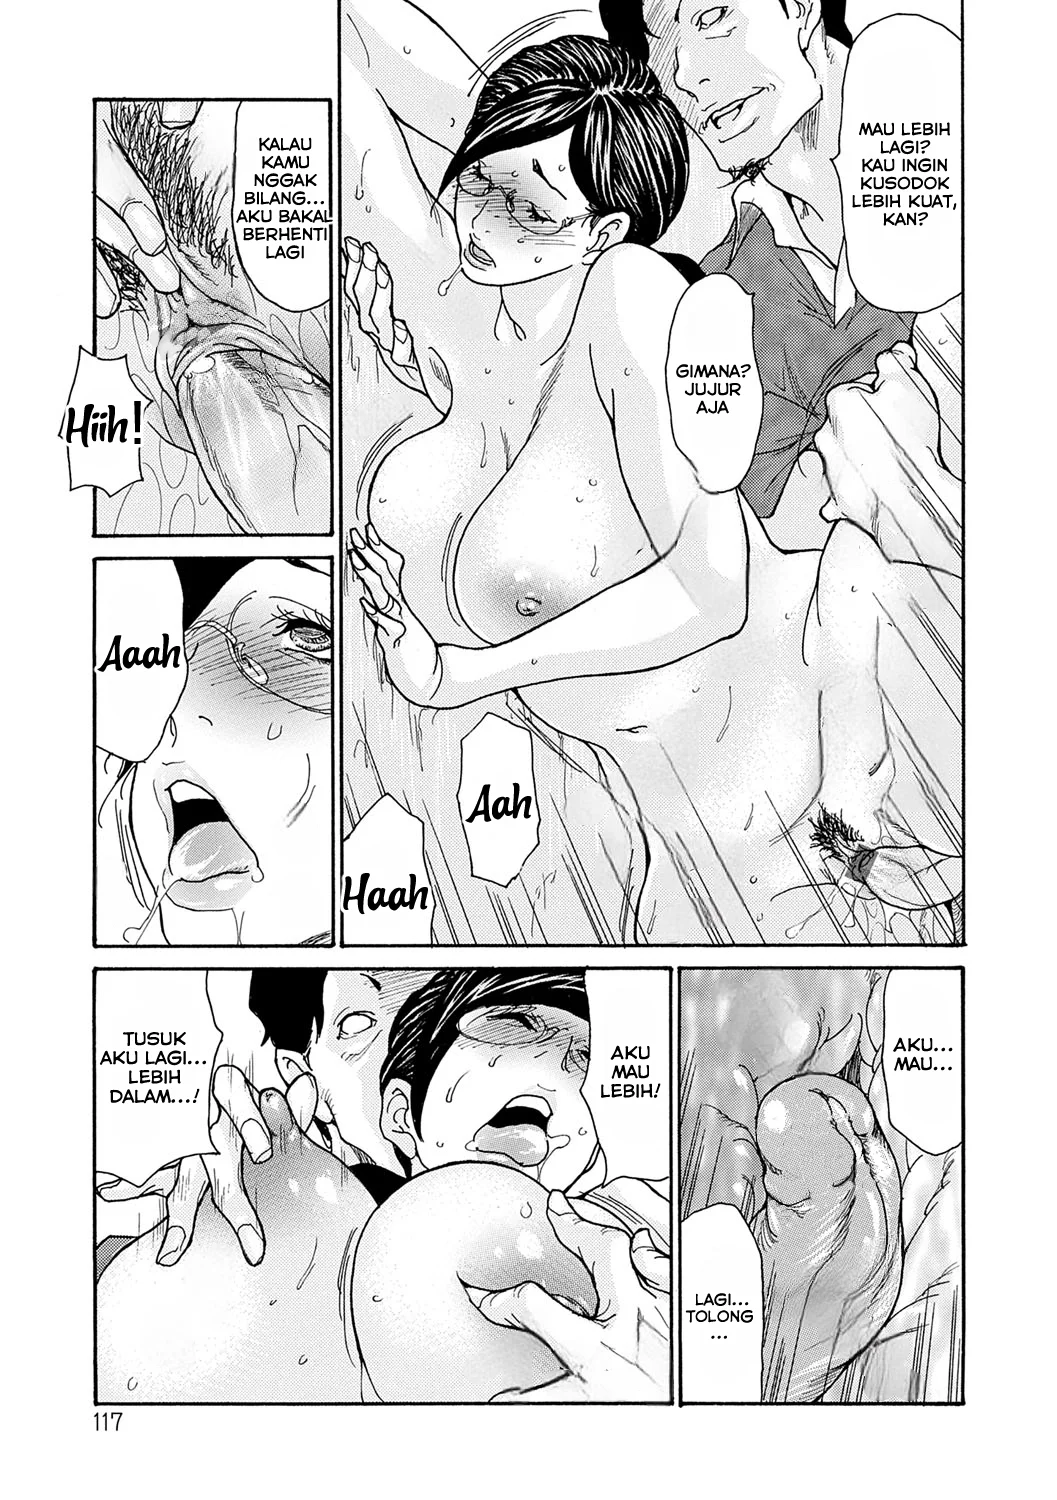 MAU LEBIH
LAGI?
KAU INGIN
KUSODOK
LEBIH KUAT,
KAN?
GIMANA?
JUJUR
AJA
Aah
Haah
KALAU
KAMU
NGGAK
BILANG...
AKU BAKAL
BERHENTI
LAGI
Hiih!
Aaah
AKU...
MAU...
LAGI...
TOLONG
...
AKU
MAU
LEBIH!
TUSUK
AKU LAGI...
LEBIH
DALAM...!
117